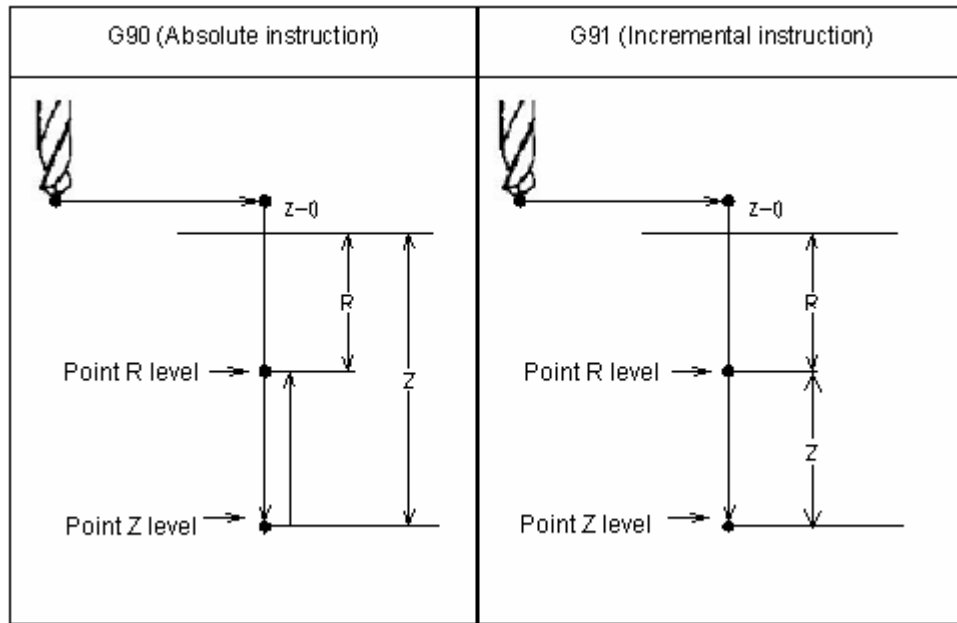 G90 (Absolute instruction)
G91 (Incremental instruction)
z-0
R
Point R level
Z
Point Z level
z-0
R
Point R level
Z
Point Z level